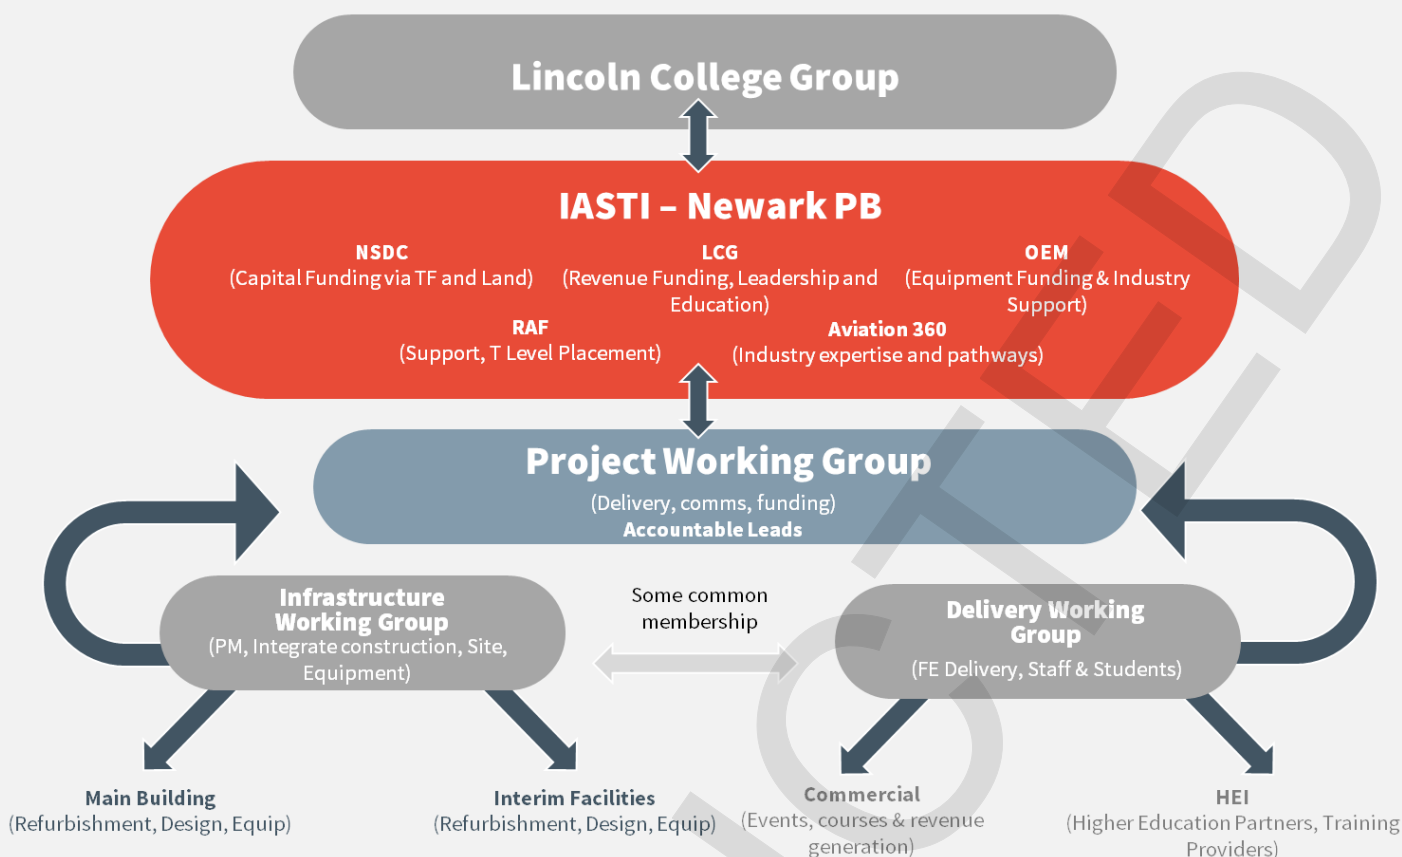 Lincoln College Group
IASTI – Newark PB
NSDC
(Capital Funding via TF and Land)
LCG
(Revenue Funding, Leadership and
Education)
OEM
(Equipment Funding & Industry
Support)
RAF
(Support, T Level Placement)
Aviation 360
(Industry expertise and pathways)
Project Working Group
(Delivery, comms, funding)
Accountable Leads
Infrastructure
Working Group
(PM, Integrate construction, Site,
Equipment)
Some common
membership
Delivery Working
Group
(FE Delivery, Staff & Students)
Main Building
(Refurbishment, Design, Equip)
Interim Facilities
(Refurbishment, Design, Equip)
Commercial
(Events, courses & revenue
generation)
HEI
(Higher Education Partners, Training
Providers)
CTED